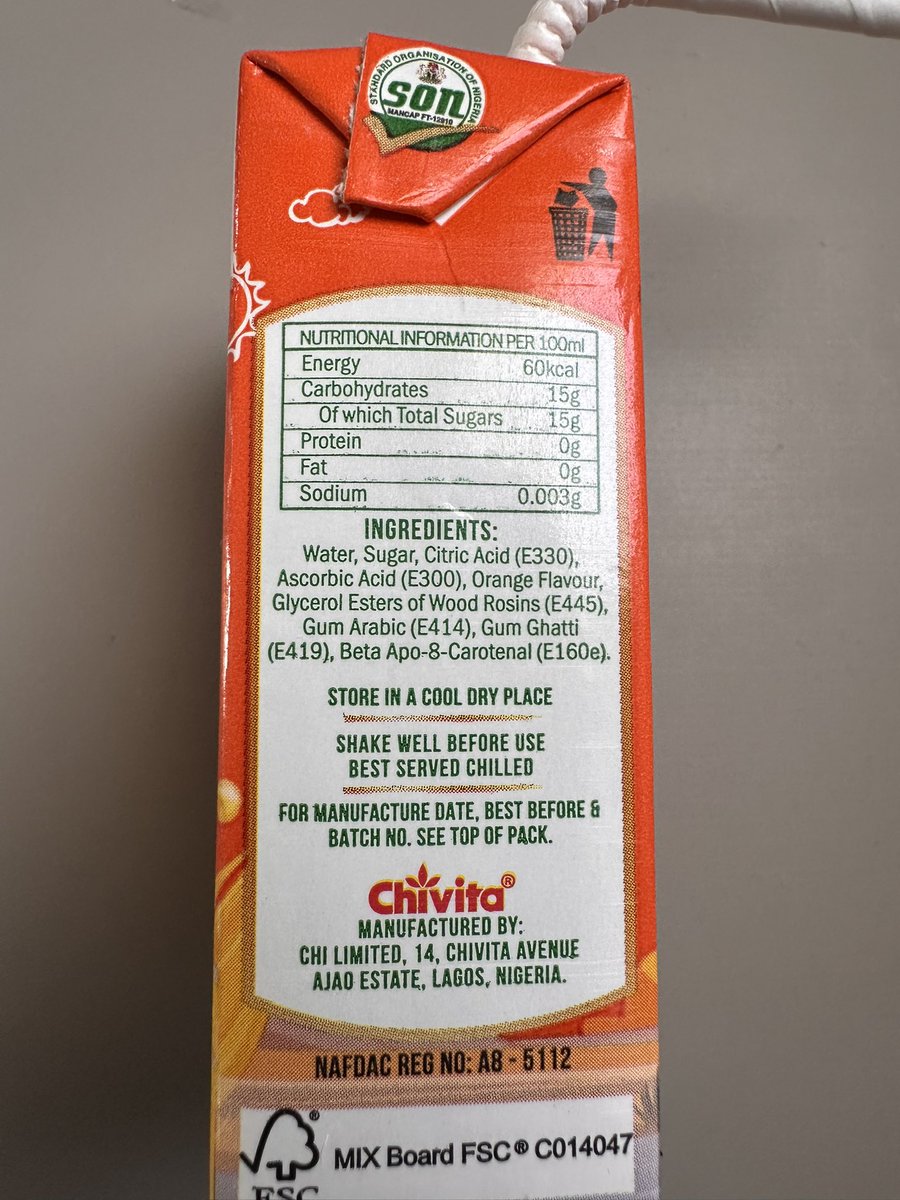 STANDARD ORGANISATION OF NIGERIA
SON
MANCAP FT-12910
NUTRITIONAL INFORMATION PER 100ml
Energy 60kcal
Carbohydrates 15g
Of which Total Sugars 15g
Protein 0g
Fat 0g
Sodium 0.003g
INGREDIENTS:
Water, Sugar, Citric Acid (E330),
Ascorbic Acid (E300), Orange Flavour,
Glycerol Esters of Wood Rosins (E445),
Gum Arabic (E414), Gum Ghatti
(E419), Beta Apo-8-Carotenal (E160e).
STORE IN A COOL DRY PLACE
SHAKE WELL BEFORE USE
BEST SERVED CHILLED
FOR MANUFACTURE DATE, BEST BEFORE &
BATCH NO. SEE TOP OF PACK.
Chivita®
MANUFACTURED BY:
CHI LIMITED, 14, CHIVITA AVENUE
AJAO ESTATE, LAGOS, NIGERIA.
NAFDAC REG NO: A8 - 5112
MIX Board FSC® C014047
FSC